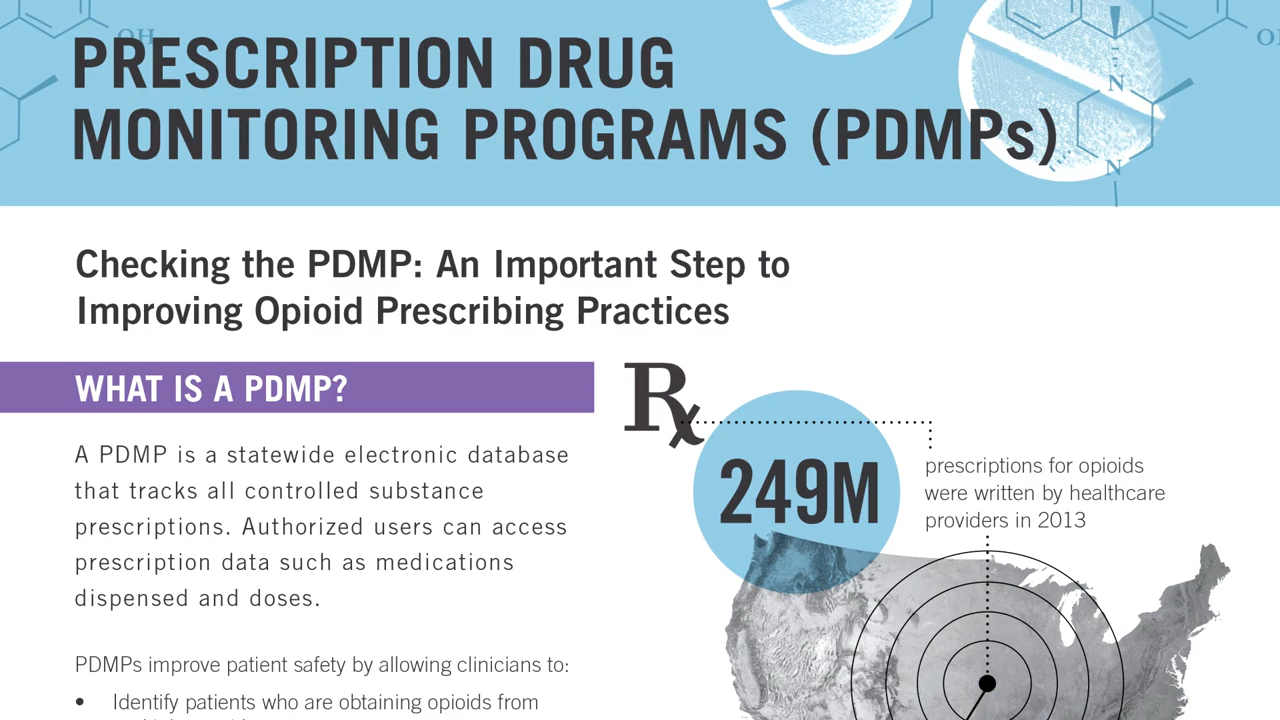 PRESCRIPTION DRUG
MONITORING PROGRAMS (PDMPs)
OH
N
N
Checking the PDMP: An Important Step to
Improving Opioid Prescribing Practices
WHAT IS A PDMP?
A PDMP is a statewide electronic database
that tracks all controlled substance
prescriptions. Authorized users can access
prescription data such as medications
dispensed and doses.
PDMPs improve patient safety by allowing clinicians to:
• Identify patients who are obtaining opioids from
Rx
249M
prescriptions for opioids
were written by healthcare
providers in 2013